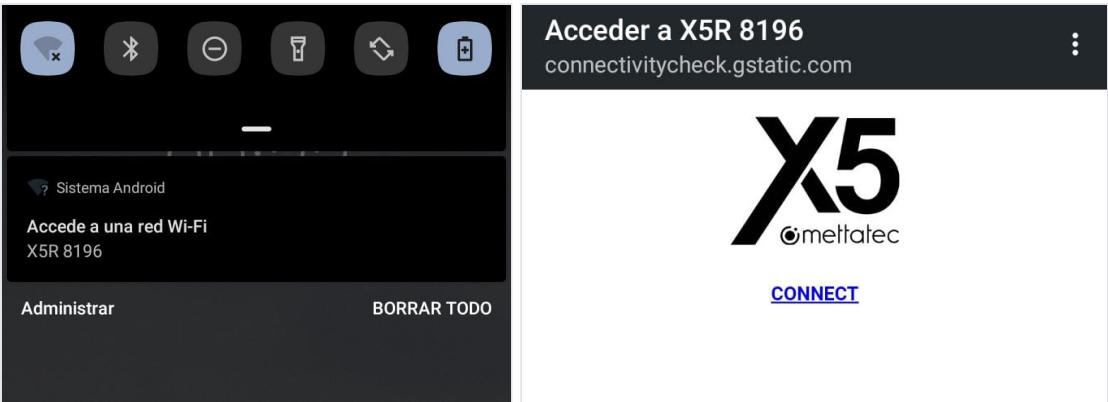 Sistema Android
Accede a una red Wi-Fi
X5R 8196
Administrar
BORRAR TODO
Acceder a X5R 8196
connectivitycheck.gstatic.com
X5
mettatec
CONNECT